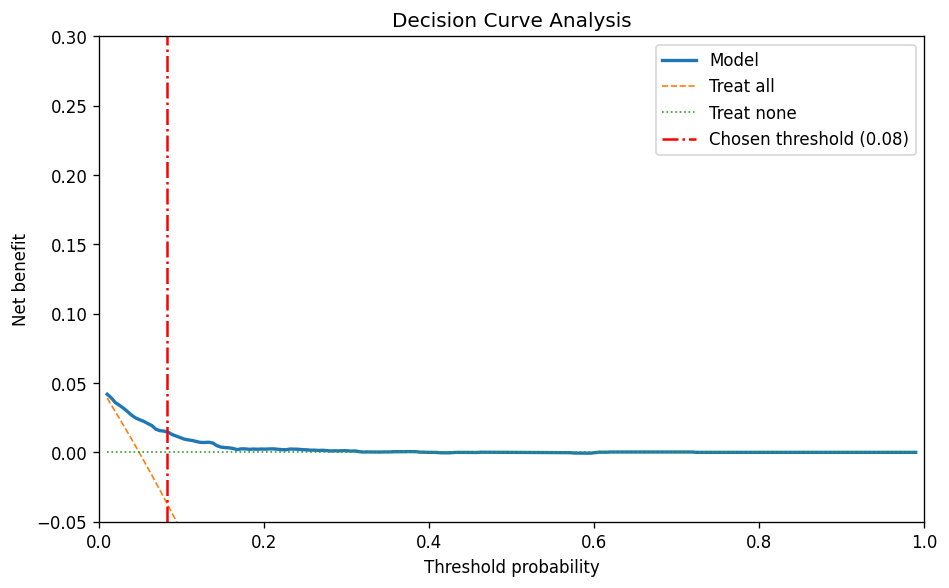 Decision Curve Analysis
Net benefit
0.30
0.25
0.20
0.15
0.10
0.05
0.00
−0.05
Model
Treat all
Treat none
Chosen threshold (0.08)
0.0
0.2
0.4
0.6
0.8
1.0
Threshold probability